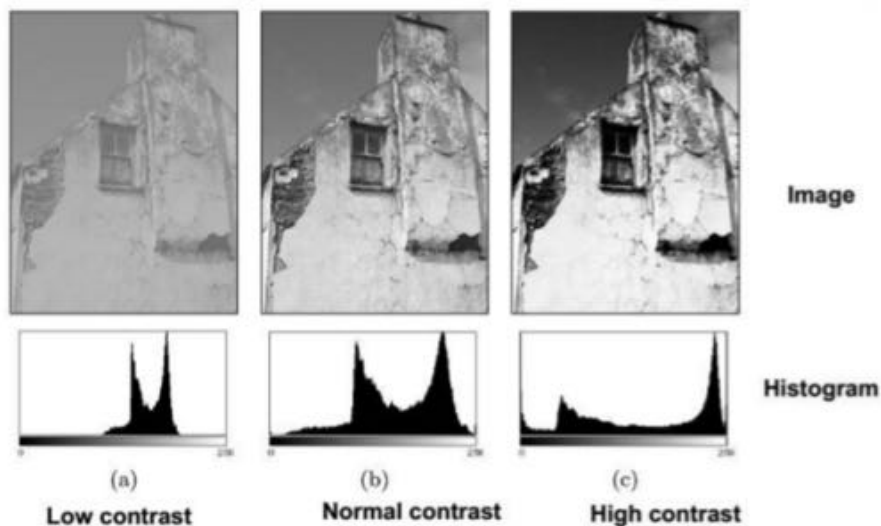 Image
Histogram
0 255 0 255 0 255
(a) (b) (c)
Low contrast Normal contrast High contrast